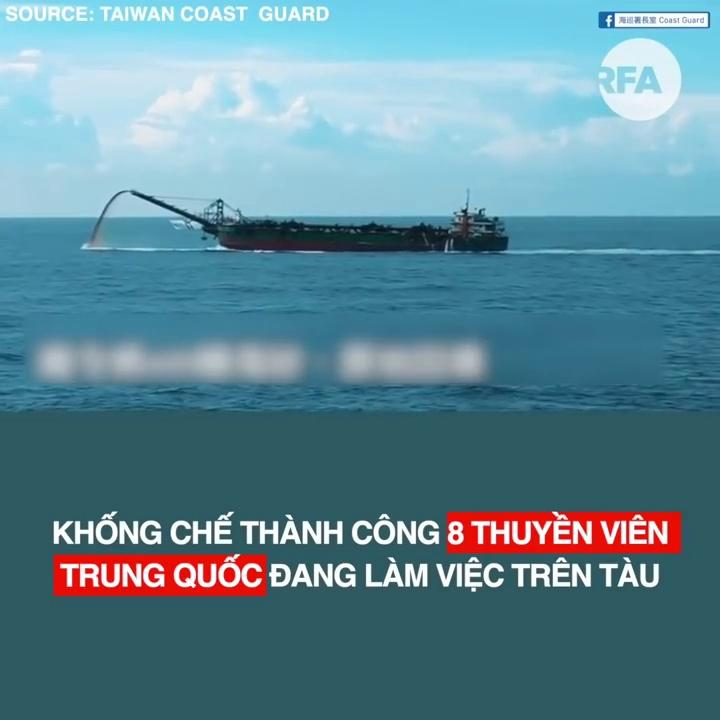 SOURCE: TAIWAN COAST GUARD
海巡署長室 Coast Guard
RFA
KHỐNG CHẾ THÀNH CÔNG 8 THUYỀN VIÊN
TRUNG QUỐC ĐANG LÀM VIỆC TRÊN TÀU